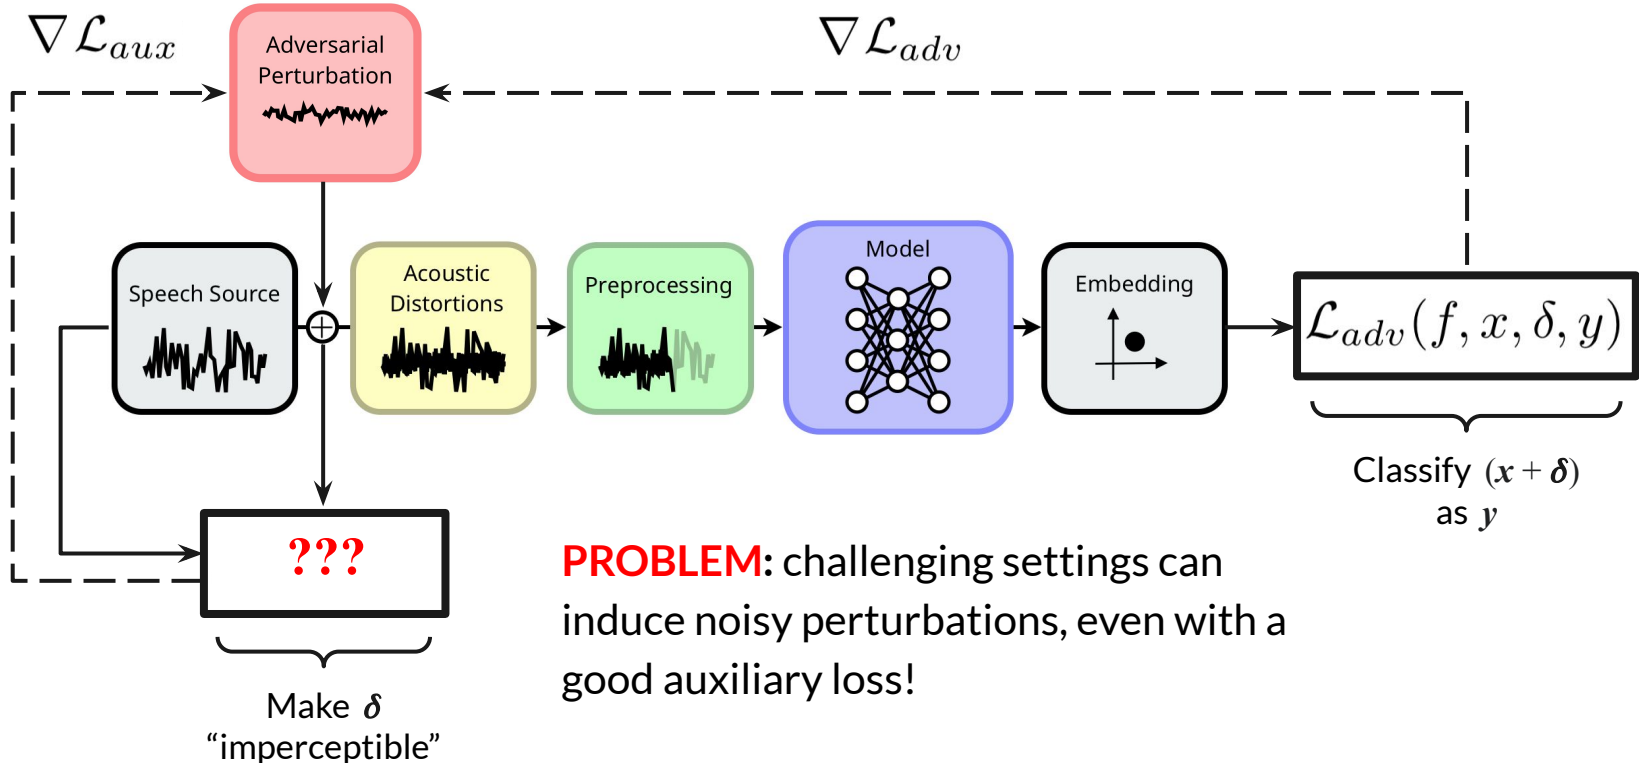 ∇ℒ_aux
∇ℒ_adv
Adversarial
Perturbation
Speech Source
Acoustic
Distortions
Preprocessing
Model
Embedding
ℒ_adv(f, x, δ, y)
Classify (x + δ)
as y
???
Make δ
“imperceptible”
PROBLEM: challenging settings can
induce noisy perturbations, even with a
good auxiliary loss!